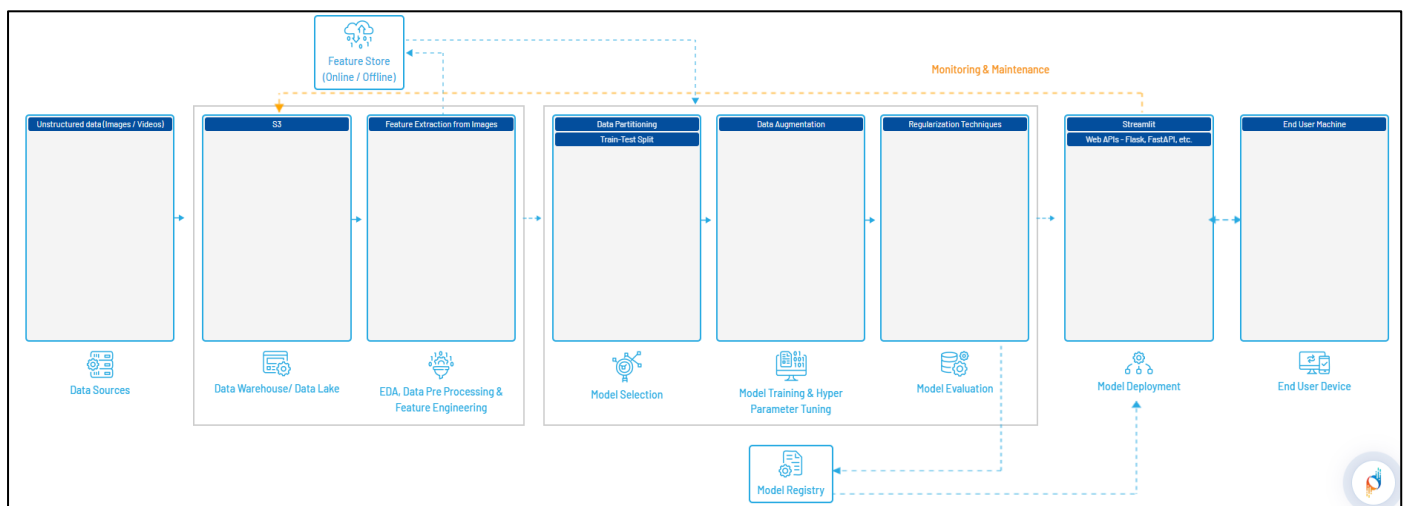 Feature Store
(Online / Offline)
Monitoring & Maintenance
Unstructured data (Images / Videos)
S3
Feature Extraction from Images
Data Partitioning
Train-Test Split
Data Augmentation
Regularization Techniques
Streamlit
Web APIs - Flask, FastAPI, etc.
End User Machine
Data Sources
Data Warehouse/ Data Lake
EDA, Data Pre Processing &
Feature Engineering
Model Selection
Model Training & Hyper
Parameter Tuning
Model Evaluation
Model Deployment
End User Device
Model Registry